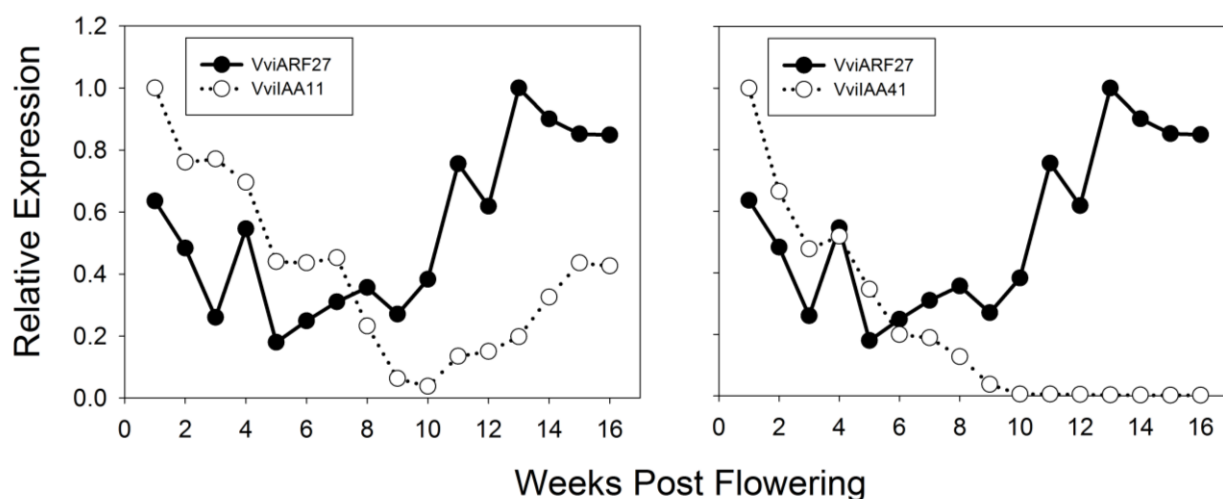 1.2
1.0
0.8
0.6
0.4
0.2
0.0
Relative Expression
VviARF27
VviIAA11
0 2 4 6 8 10 12 14 16
VviARF27
VviIAA41
0 2 4 6 8 10 12 14 16
Weeks Post Flowering